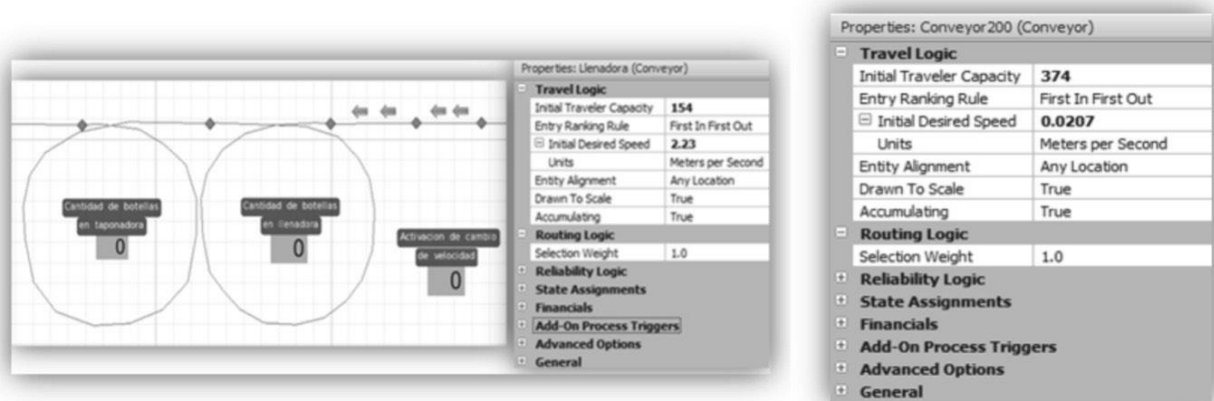 Cantidad de botellas
en taponadora
0
Cantidad de botellas
en llenadora
0
Activacion de cambio
de velocidad
0
Properties: Llenadora (Conveyor)
Travel Logic
Initial Traveler Capacity 154
Entry Ranking Rule First In First Out
Initial Desired Speed 2.23
Units Meters per Second
Entity Alignment Any Location
Drawn To Scale True
Accumulating True
Routing Logic
Selection Weight 1.0
Reliability Logic
State Assignments
Financials
Add-On Process Triggers
Advanced Options
General
Properties: Conveyor200 (Conveyor)
Travel Logic
Initial Traveler Capacity 374
Entry Ranking Rule First In First Out
Initial Desired Speed 0.0207
Units Meters per Second
Entity Alignment Any Location
Drawn To Scale True
Accumulating True
Routing Logic
Selection Weight 1.0
Reliability Logic
State Assignments
Financials
Add-On Process Triggers
Advanced Options
General